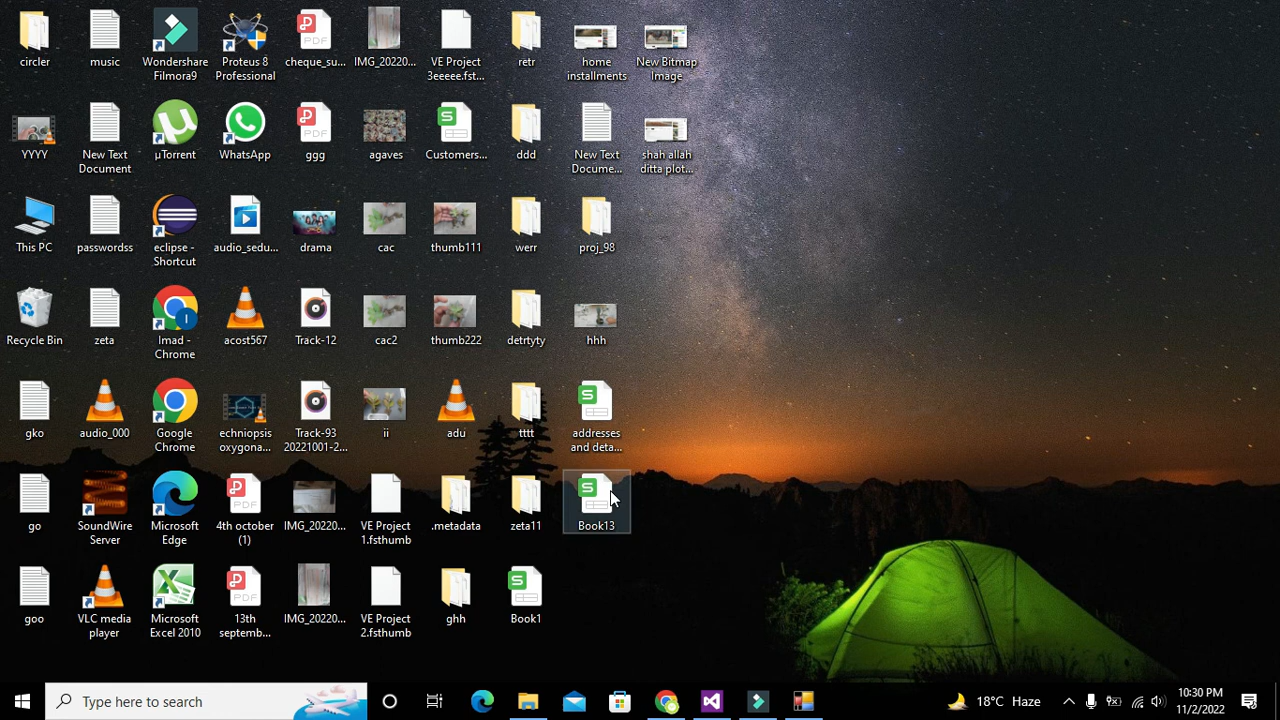 circler
music
Wondershare
Filmora9
Proteus 8
Professional
cheque_su...
IMG_20220...
VE Project
3eeeee.fst...
retr
home
installments
New Bitmap
Image
YYYY
New Text
Document
µTorrent
WhatsApp
ggg
agaves
Customers...
ddd
New Text
Docume...
shah allah
ditta plot...
This PC
passwordss
eclipse -
Shortcut
audio_sedu...
drama
cac
thumb111
werr
proj_98
Recycle Bin
zeta
Imad -
Chrome
acost567
Track-12
cac2
thumb222
detrtyty
hhh
gko
audio_000
Google
Chrome
echniopsis
oxygona...
Track-93
20221001-2...
ii
adu
tttt
addresses
and deta...
go
SoundWire
Server
Microsoft
Edge
4th october
(1)
IMG_20220...
VE Project
1.fsthumb
.metadata
zeta11
Book13
goo
VLC media
player
Microsoft
Excel 2010
13th
septemb...
IMG_20220...
VE Project
2.fsthumb
ghh
Book1
Type here to search
18°C Haze
6:30 PM
11/2/2022